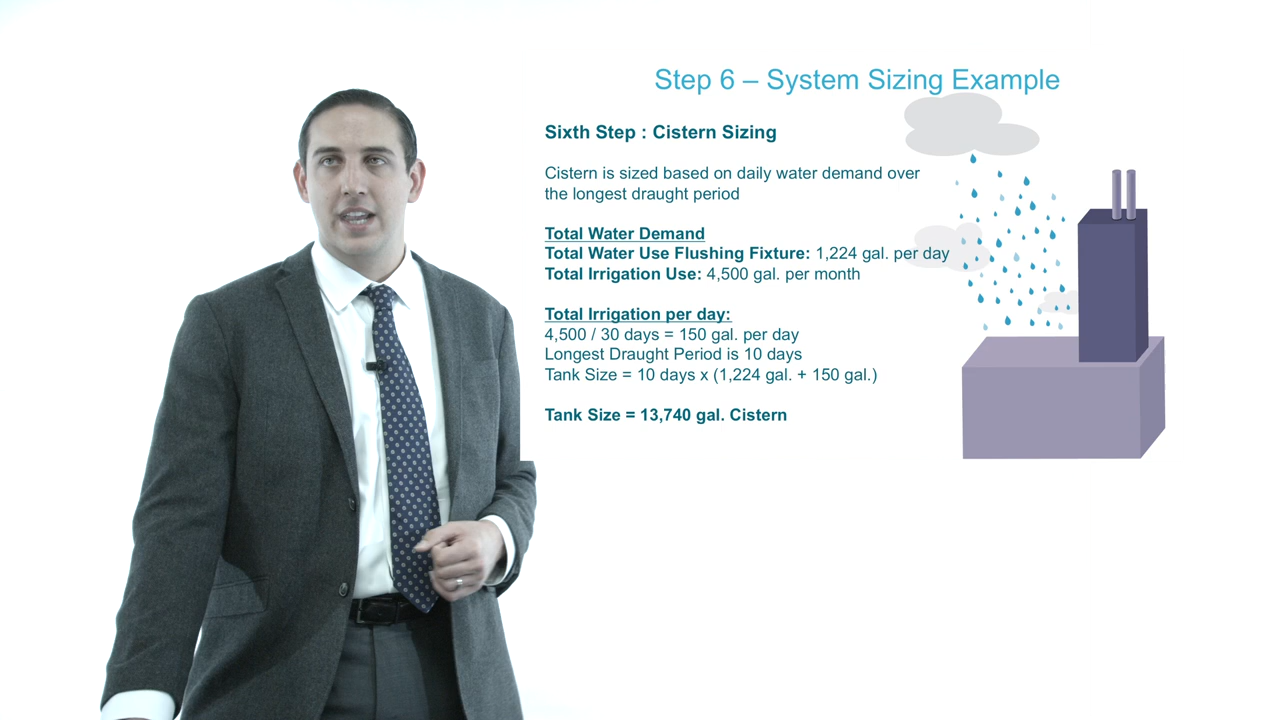 Step 6 – System Sizing Example
Sixth Step : Cistern Sizing
Cistern is sized based on daily water demand over
the longest draught period
Total Water Demand
Total Water Use Flushing Fixture: 1,224 gal. per day
Total Irrigation Use: 4,500 gal. per month
Total Irrigation per day:
4,500 / 30 days = 150 gal. per day
Longest Draught Period is 10 days
Tank Size = 10 days x (1,224 gal. + 150 gal.)
Tank Size = 13,740 gal. Cistern